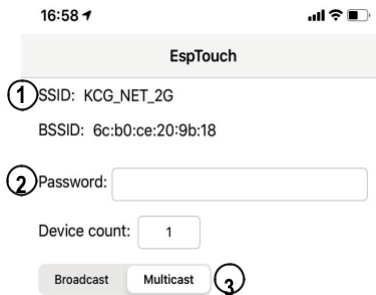 16:58
EspTouch
1 SSID: KCG_NET_2G
BSSID: 6c:b0:ce:20:9b:18
2 Password:
Device count: 1
Broadcast Multicast 3